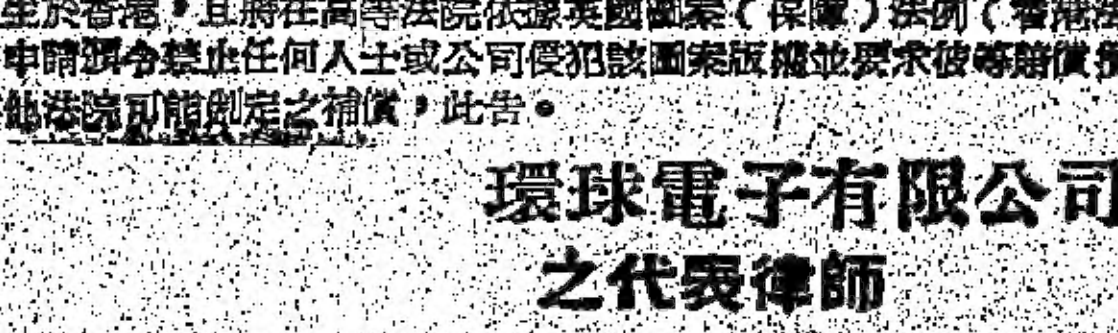 生於香港，且將在高等法院依據英國圖案（保障）法例（香港法
申請頒令禁止任何人士或公司侵犯該圖案版權並要求彼等賠償損
他法院可能判定之補償，此告。
環球電子有限公司
之代表律師